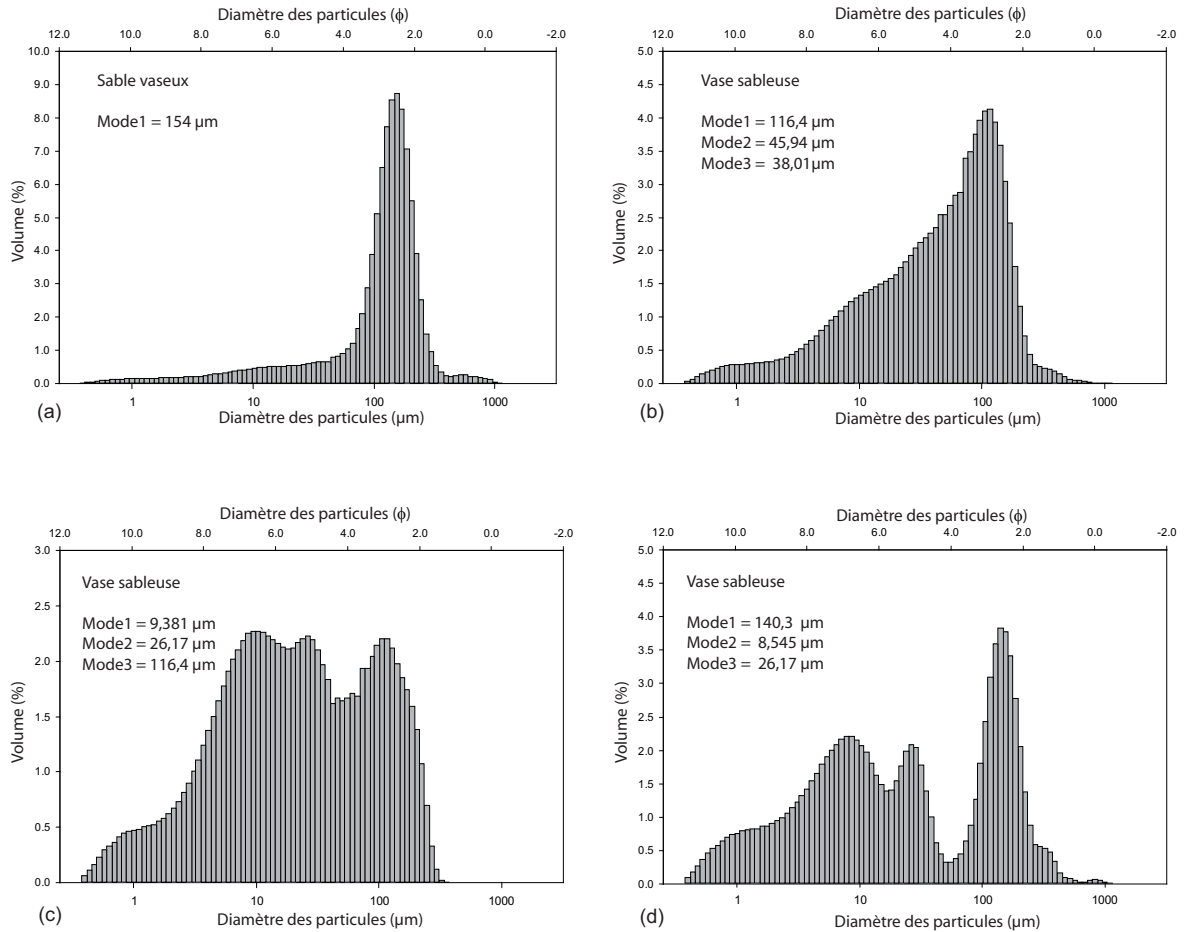 Diamètre des particules (ϕ)
12.0 10.0 8.0 6.0 4.0 2.0 0.0 -2.0
10.0
9.0
8.0
7.0
6.0
5.0
4.0
3.0
2.0
1.0
0.0
Volume (%)
Sable vaseux
Mode1 = 154 µm
1 10 100 1000
Diamètre des particules (µm)
(a)
Diamètre des particules (ϕ)
12.0 10.0 8.0 6.0 4.0 2.0 0.0 -2.0
5.0
4.5
4.0
3.5
3.0
2.5
2.0
1.5
1.0
0.5
0.0
Volume (%)
Vase sableuse
Mode1 = 116,4 µm
Mode2 = 45,94 µm
Mode3 = 38,01µm
1 10 100 1000
Diamètre des particules (µm)
(b)
Diamètre des particules (ϕ)
12.0 10.0 8.0 6.0 4.0 2.0 0.0 -2.0
3.0
2.5
2.0
1.5
1.0
0.5
0.0
Volume (%)
Vase sableuse
Mode1 = 9,381 µm
Mode2 = 26,17 µm
Mode3 = 116,4 µm
1 10 100 1000
Diamètre des particules (µm)
(c)
Diamètre des particules (ϕ)
12.0 10.0 8.0 6.0 4.0 2.0 0.0 -2.0
5.0
4.5
4.0
3.5
3.0
2.5
2.0
1.5
1.0
0.5
0.0
Volume (%)
Vase sableuse
Mode1 = 140,3 µm
Mode2 = 8,545 µm
Mode3 = 26,17 µm
1 10 100 1000
Diamètre des particules (µm)
(d)